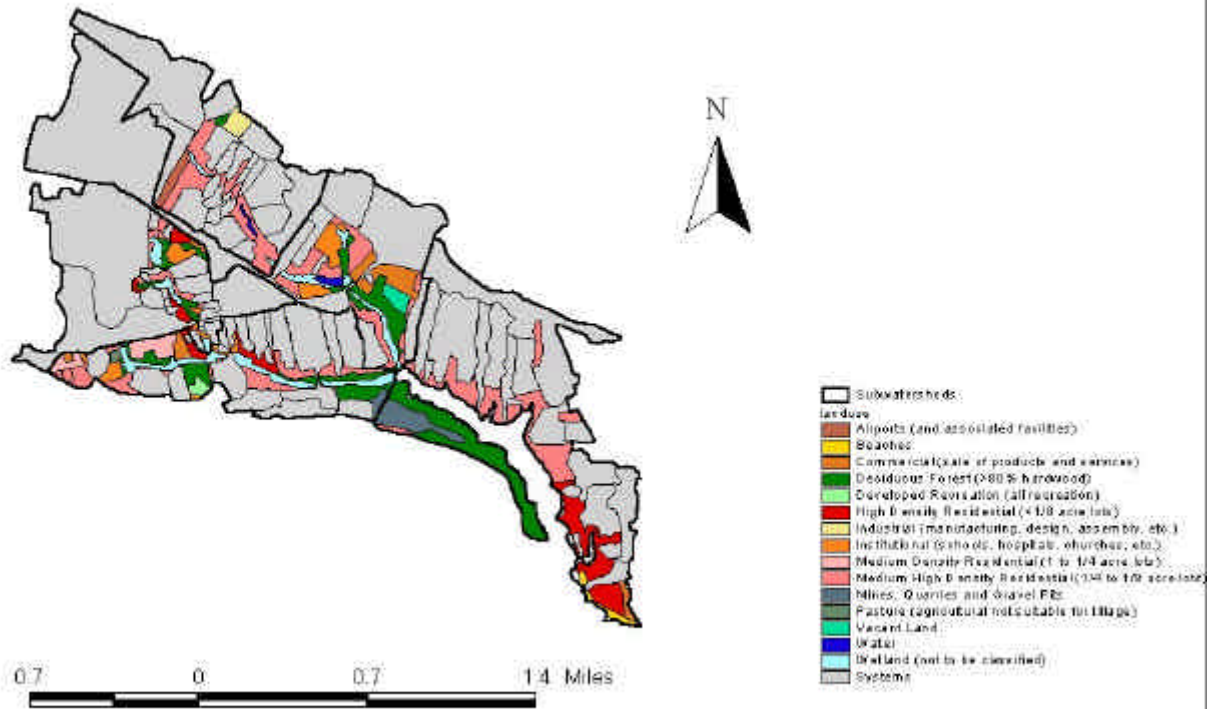 N
Subwatersheds
landuse
Airports (and associated facilities)
Beaches
Commercial (sale of products and services)
Deciduous Forest (>80% hardwood)
Developed Recreation (all recreation)
High Density Residential (<1/8 acre lots)
Industrial (manufacturing, design, assembly, etc.)
Institutional (schools, hospitals, churches, etc.)
Medium Density Residential (1 to 1/4 acre lots)
Medium High Density Residential (1/4 to 1/8 acre lots)
Mines, Quarries and Gravel Pits
Pasture (agricultural not suitable for tillage)
Vacant Land
Water
Wetland (not to be classified)
Systems
0.7 0 0.7 1.4 Miles